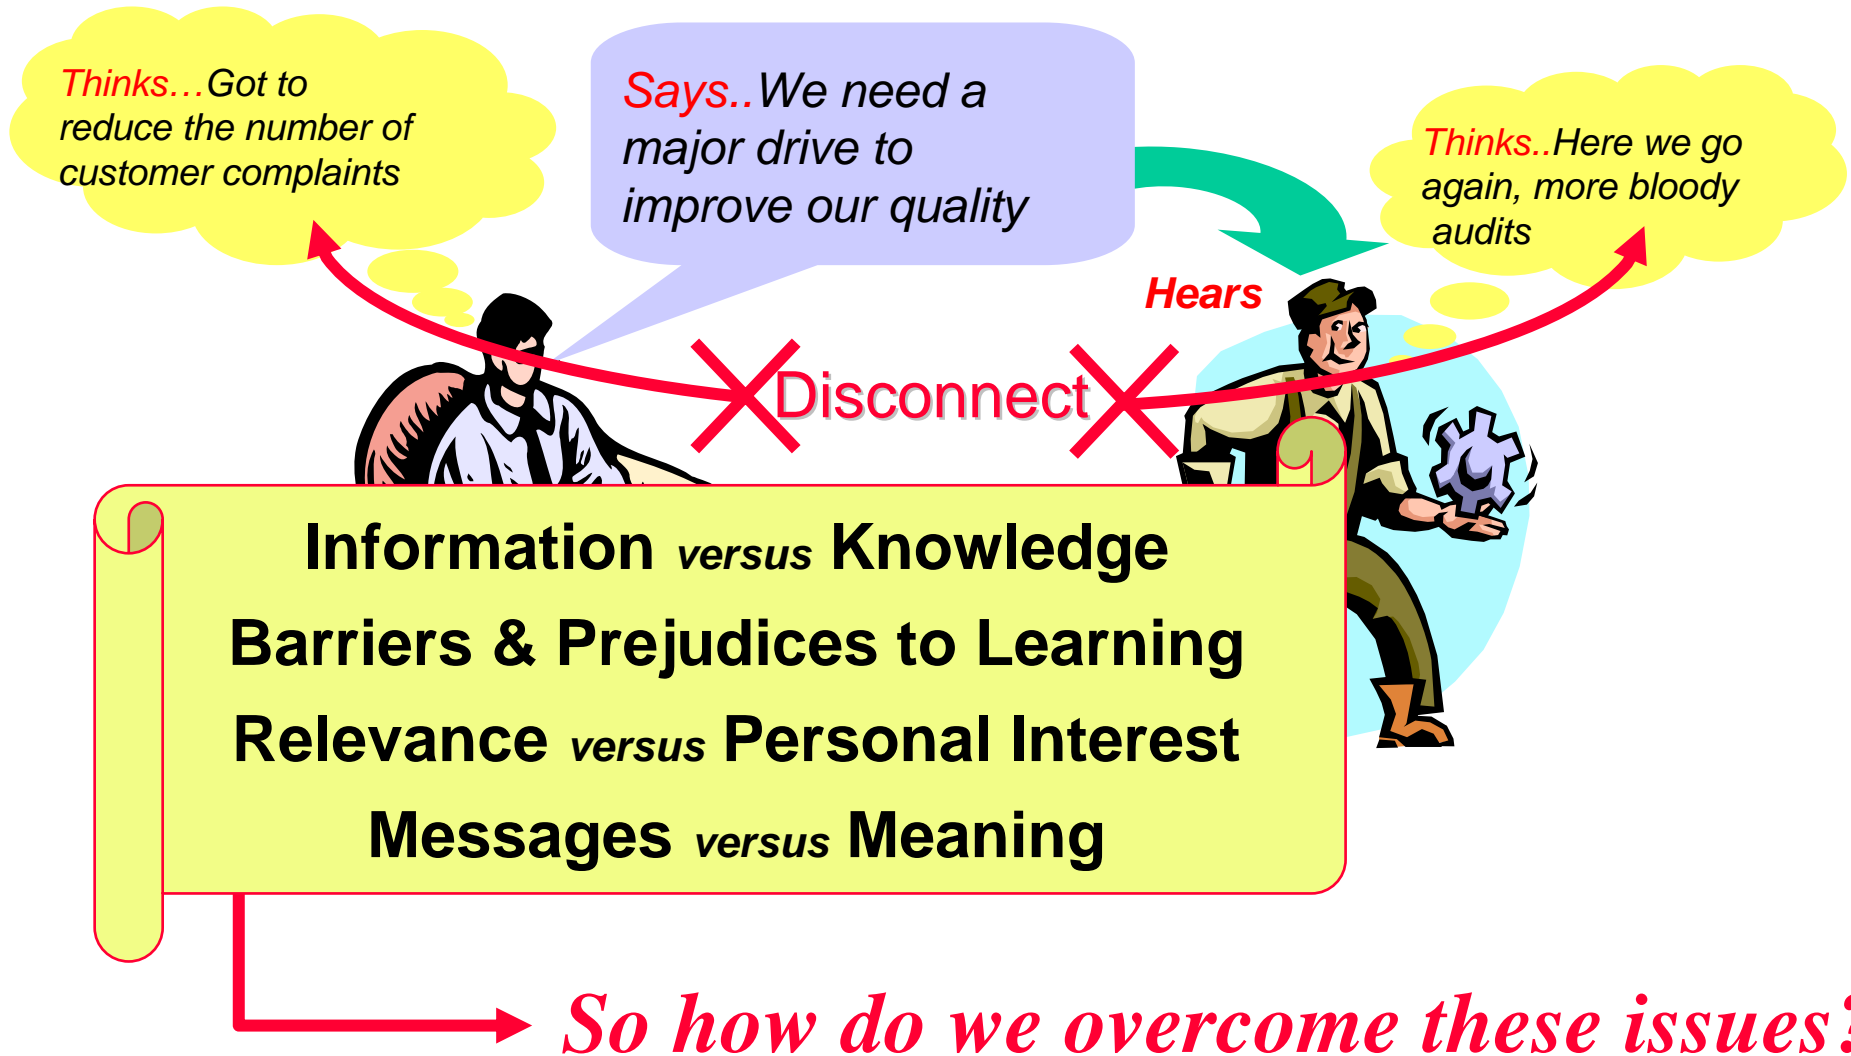 Thinks…Got to
reduce the number of
customer complaints
Says..We need a
major drive to
improve our quality
Thinks..Here we go
again, more bloody
audits
Hears
Disconnect
Information versus Knowledge
Barriers & Prejudices to Learning
Relevance versus Personal Interest
Messages versus Meaning
So how do we overcome these issues?